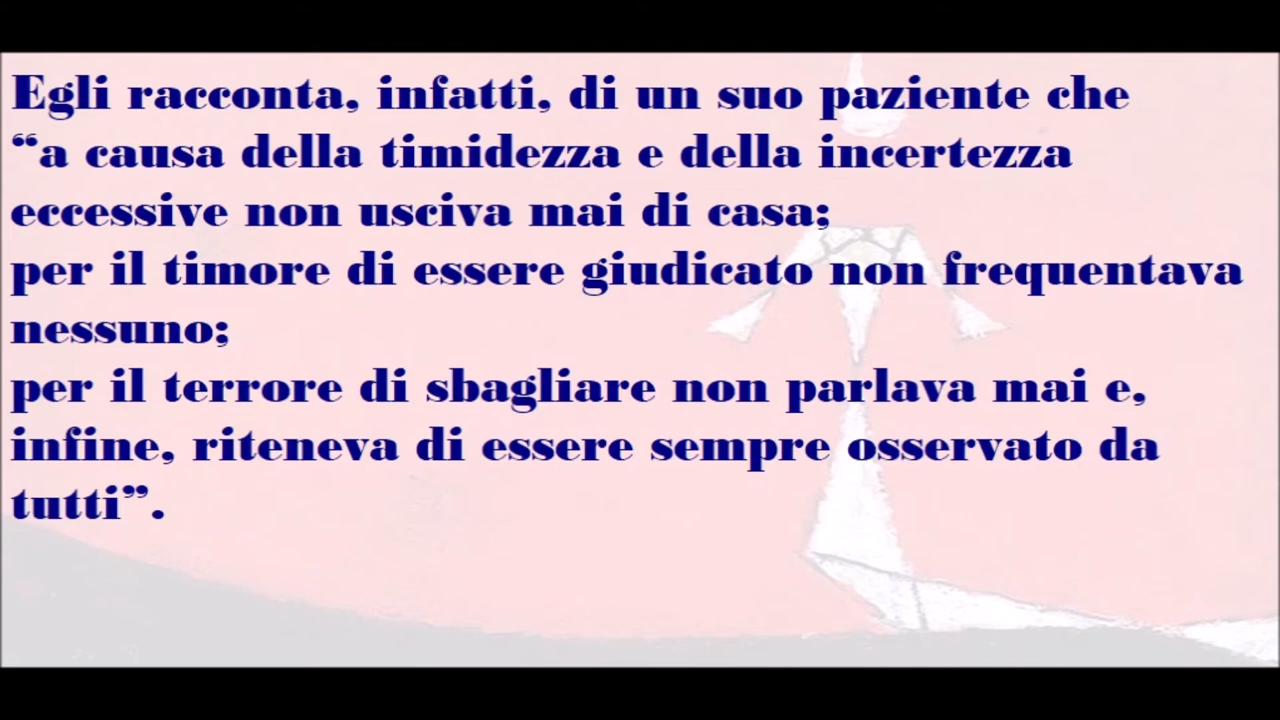 Egli racconta, infatti, di un suo paziente che
“a causa della timidezza e della incertezza
eccessive non usciva mai di casa;
per il timore di essere giudicato non frequentava
nessuno;
per il terrore di sbagliare non parlava mai e,
infine, riteneva di essere sempre osservato da
tutti”.